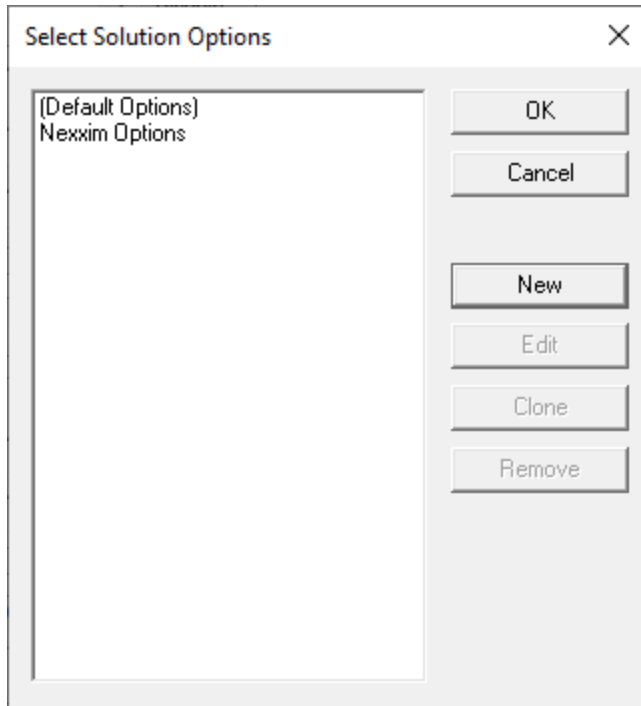 Select Solution Options
(Default Options)
Nexxim Options
OK
Cancel
New
Edit
Clone
Remove